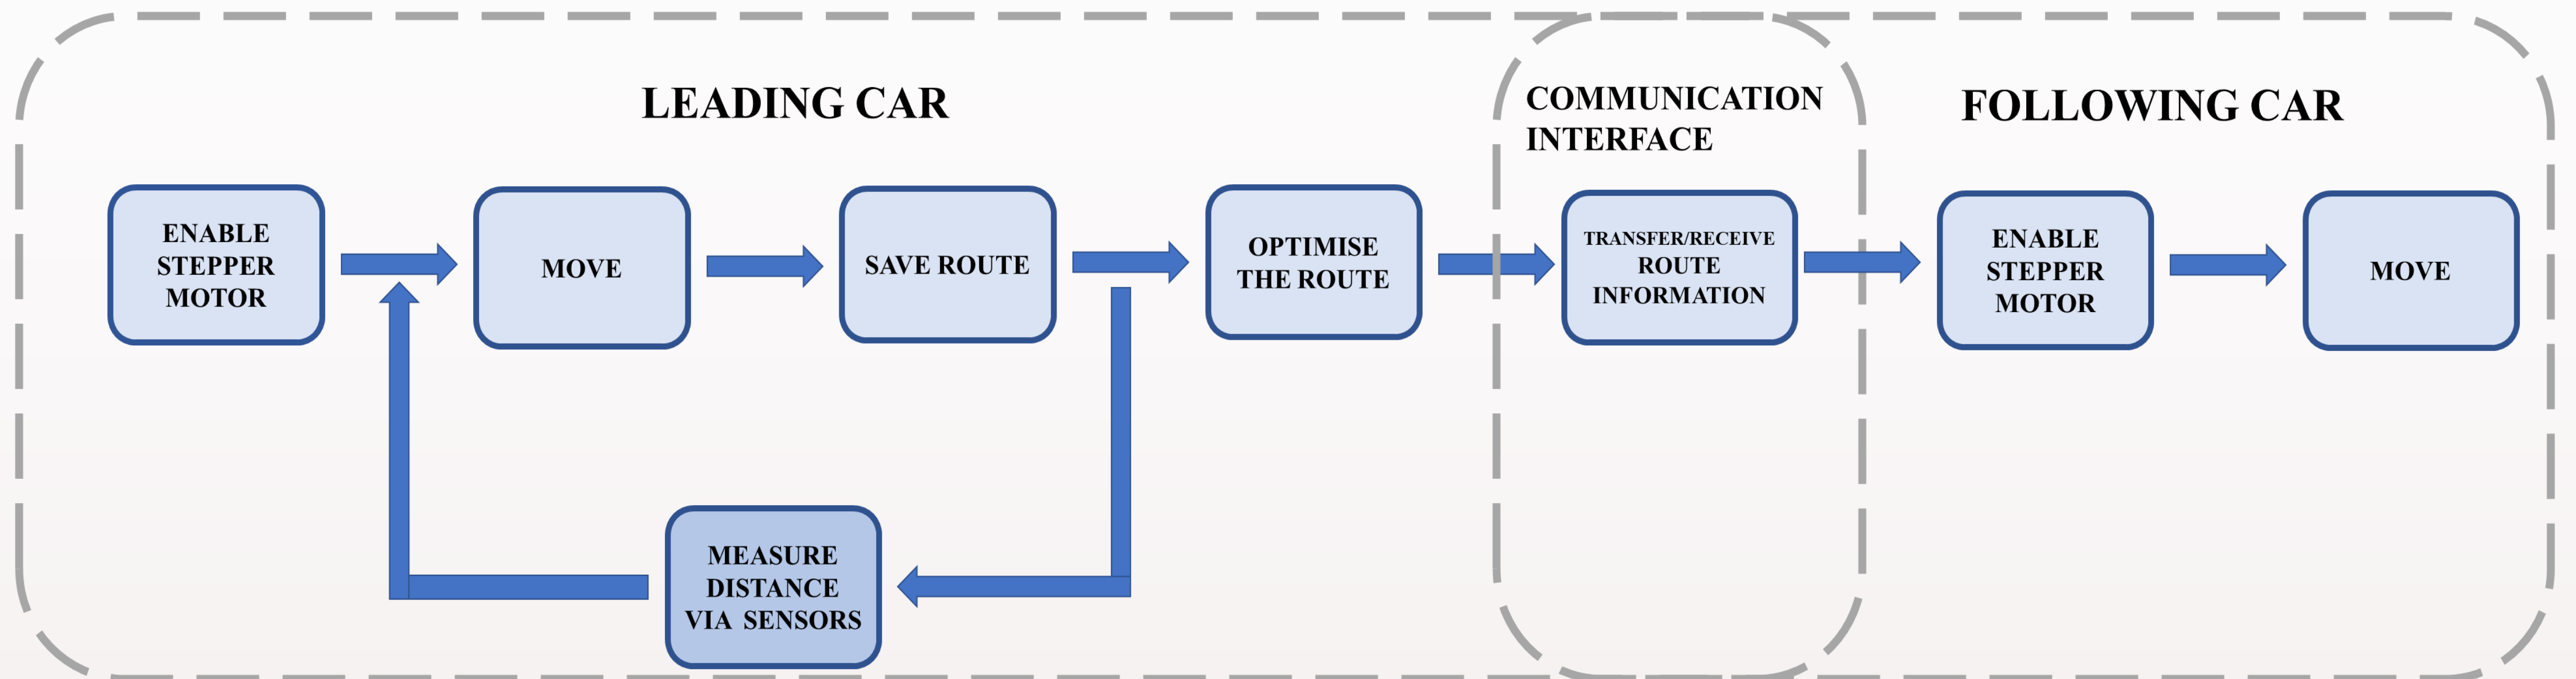 LEADING CAR
COMMUNICATION
INTERFACE
FOLLOWING CAR
ENABLE
STEPPER
MOTOR
MOVE
SAVE ROUTE
OPTIMISE
THE ROUTE
TRANSFER/RECEIVE
ROUTE
INFORMATION
ENABLE
STEPPER
MOTOR
MOVE
MEASURE
DISTANCE
VIA SENSORS